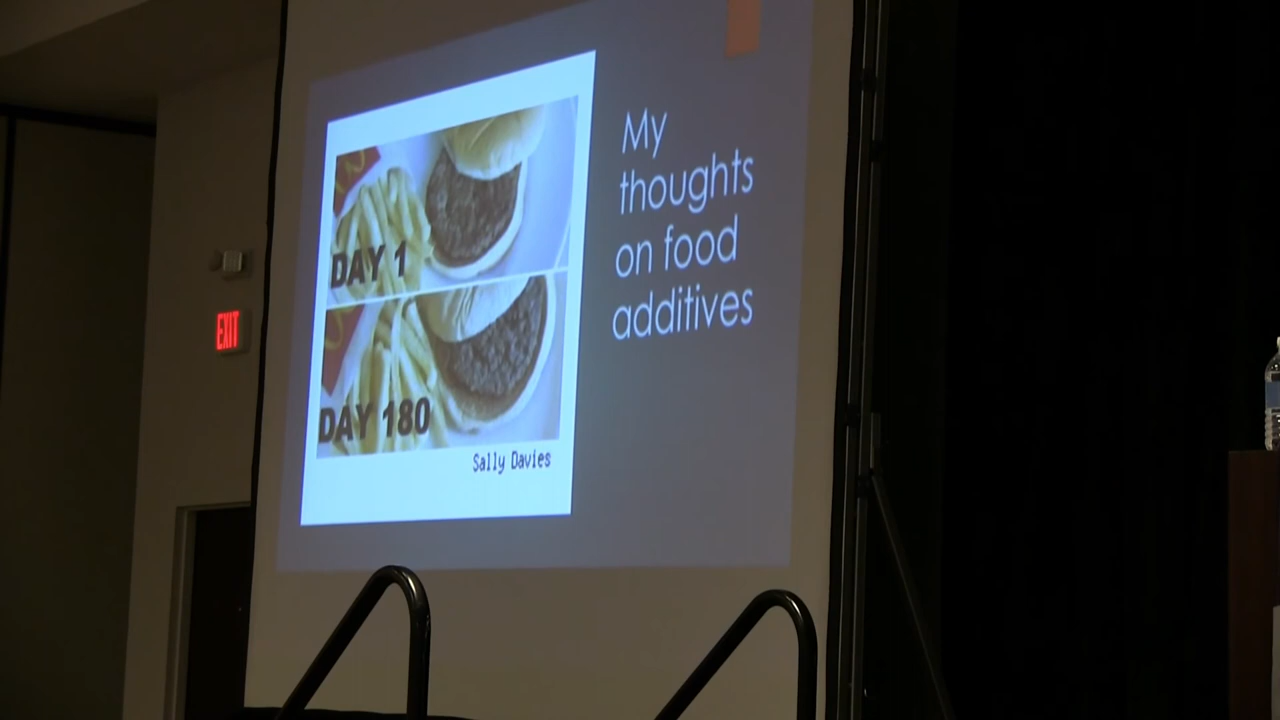 My
thoughts
on food
additives
DAY 1
DAY 180
Sally Davies
EXIT